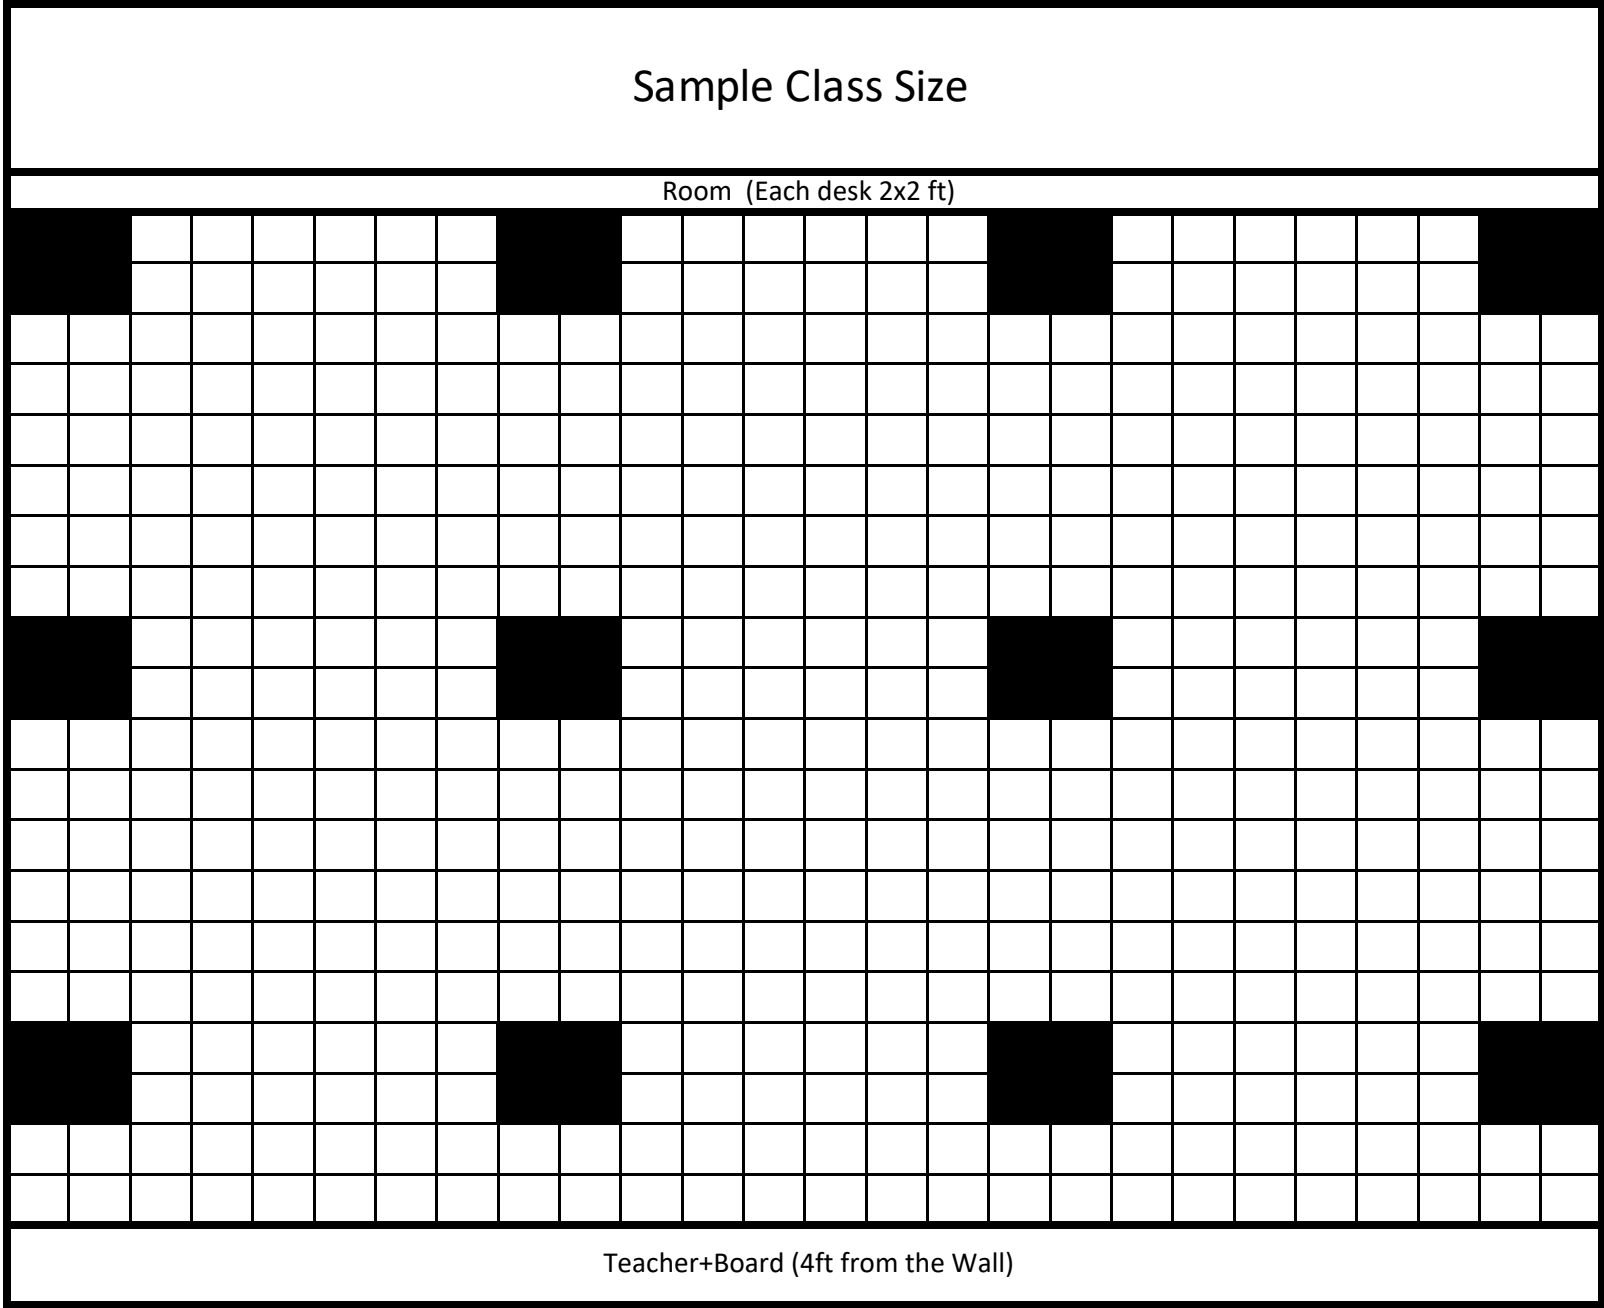 Sample Class Size
Room  (Each desk 2x2 ft)
Teacher+Board (4ft from the Wall)